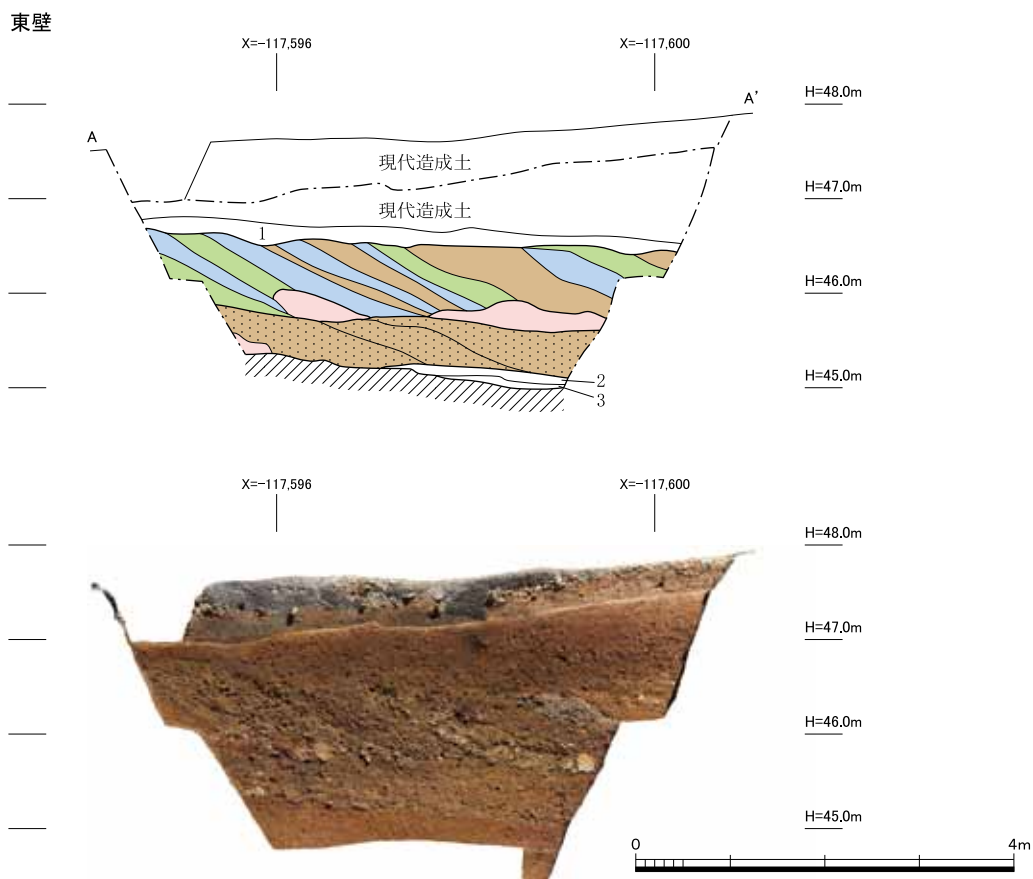 東壁
X=-117,596
X=-117,600
H=48.0m
A
A'
現代造成土
H=47.0m
現代造成土
1
H=46.0m
H=45.0m
2
3
X=-117,596
X=-117,600
H=48.0m
H=47.0m
H=46.0m
H=45.0m
0
4m